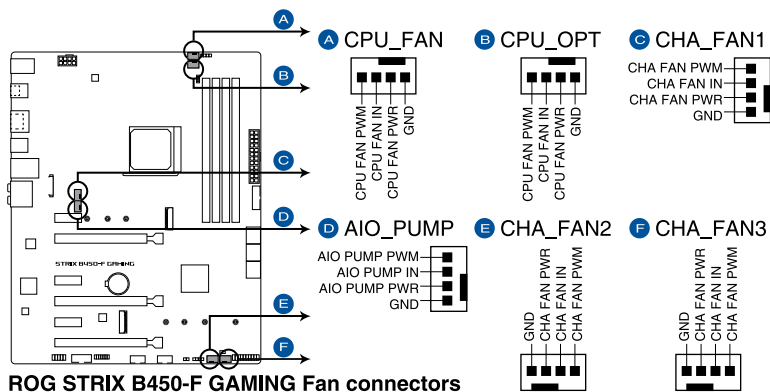 A
B
C
D
E
F
A CPU_FAN
CPU FAN PWM
CPU FAN IN
CPU FAN PWR
GND
B CPU_OPT
CPU FAN PWM
CPU FAN IN
CPU FAN PWR
GND
C CHA_FAN1
CHA FAN PWM
CHA FAN IN
CHA FAN PWR
GND
D AIO_PUMP
AIO PUMP PWM
AIO PUMP IN
AIO PUMP PWR
GND
E CHA_FAN2
GND
CHA FAN PWR
CHA FAN IN
CHA FAN PWM
F CHA_FAN3
GND
CHA FAN PWR
CHA FAN IN
CHA FAN PWM
STRIX B450-F GAMING
ROG STRIX B450-F GAMING Fan connectors